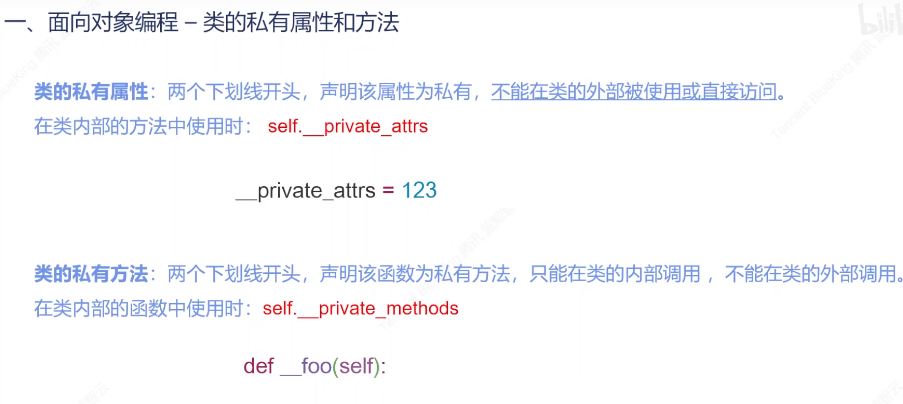 一、面向对象编程 – 类的私有属性和方法
类的私有属性：两个下划线开头，声明该属性为私有，不能在类的外部被使用或直接访问。
在类内部的方法中使用时： self.__private_attrs
__private_attrs = 123
类的私有方法：两个下划线开头，声明该函数为私有方法，只能在类的内部调用 ，不能在类的外部调用。
在类内部的函数中使用时：self.__private_methods
def __foo(self):